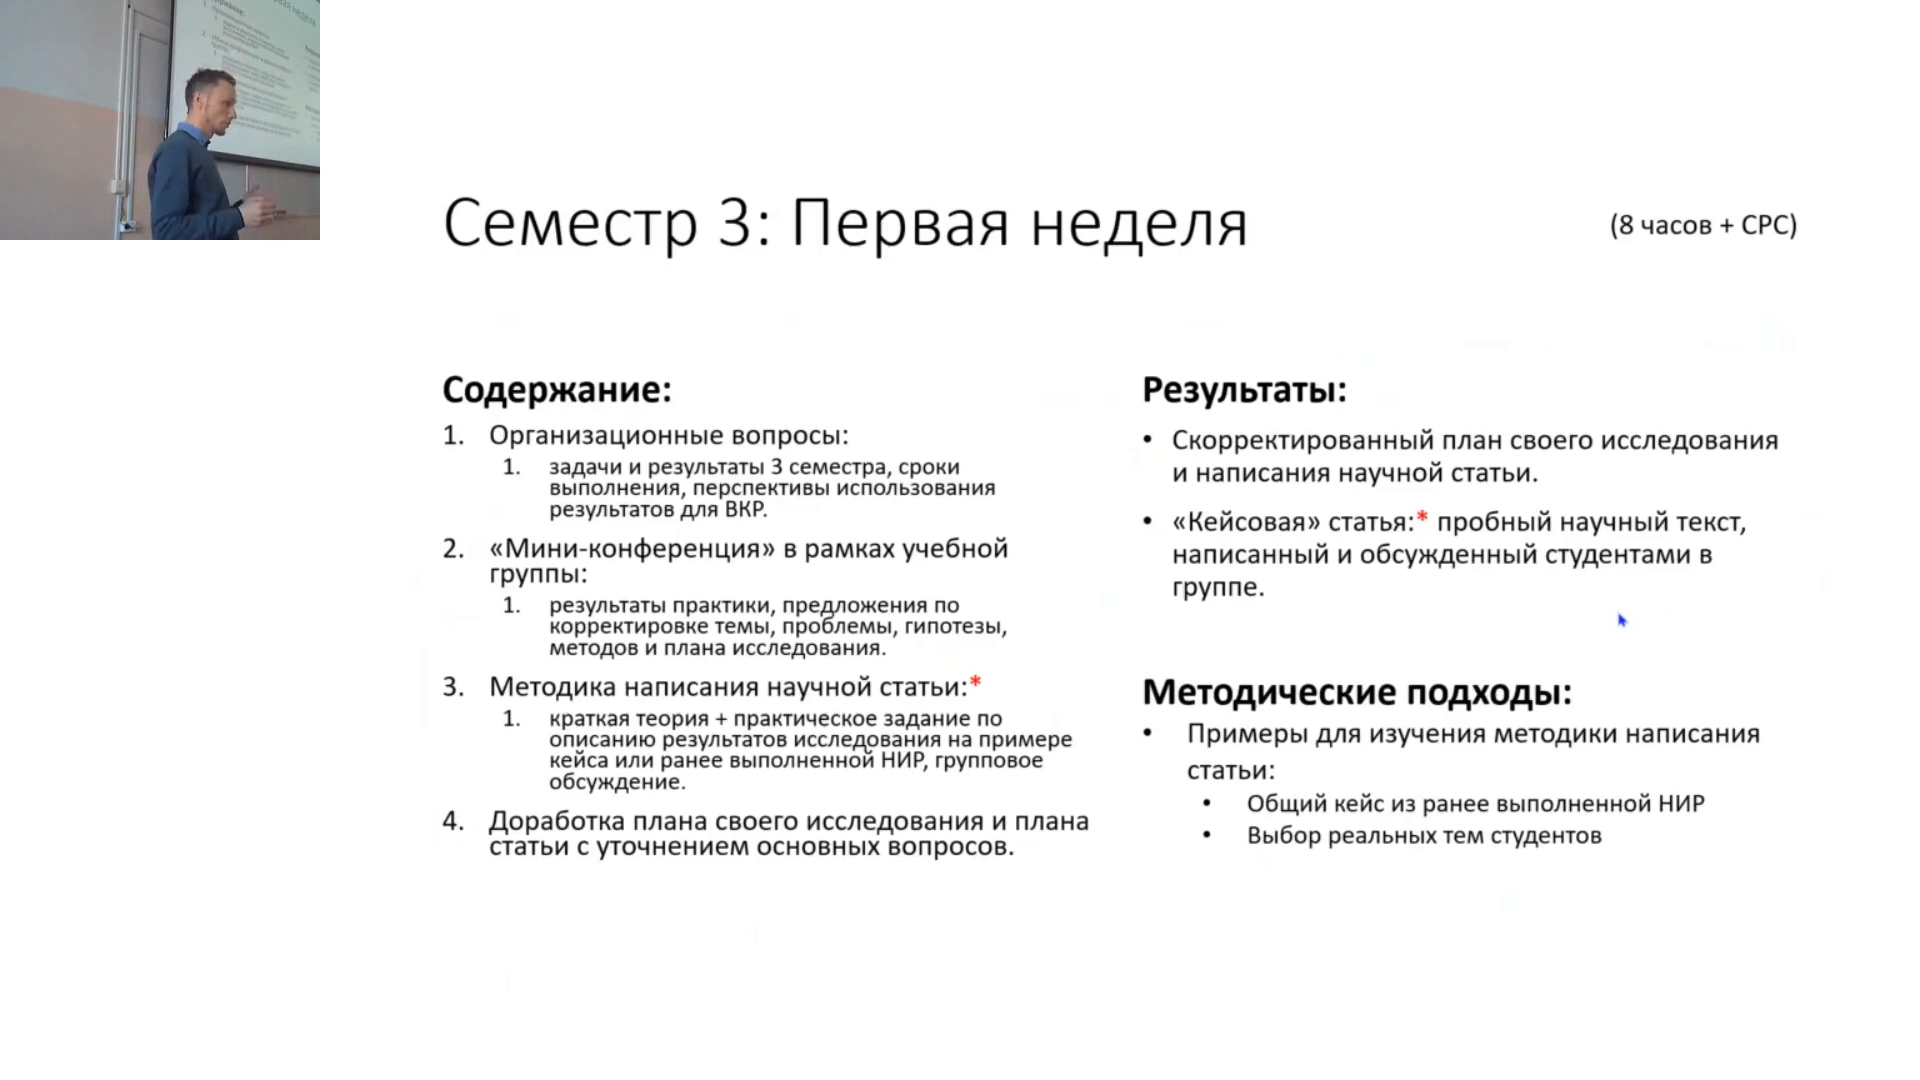 Семестр 3: Первая неделя
(8 часов + СРС)
Содержание:
1. Организационные вопросы:
1. задачи и результаты 3 семестра, сроки
выполнения, перспективы использования
результатов для ВКР.
2. «Мини-конференция» в рамках учебной
группы:
1. результаты практики, предложения по
корректировке темы, проблемы, гипотезы,
методов и плана исследования.
3. Методика написания научной статьи:*
1. краткая теория + практическое задание по
описанию результатов исследования на примере
кейса или ранее выполненной НИР, групповое
обсуждение.
4. Доработка плана своего исследования и плана
статьи с уточнением основных вопросов.
Результаты:
• Скорректированный план своего исследования
и написания научной статьи.
• «Кейсовая» статья:* пробный научный текст,
написанный и обсужденный студентами в
группе.
Методические подходы:
• Примеры для изучения методики написания
статьи:
• Общий кейс из ранее выполненной НИР
• Выбор реальных тем студентов